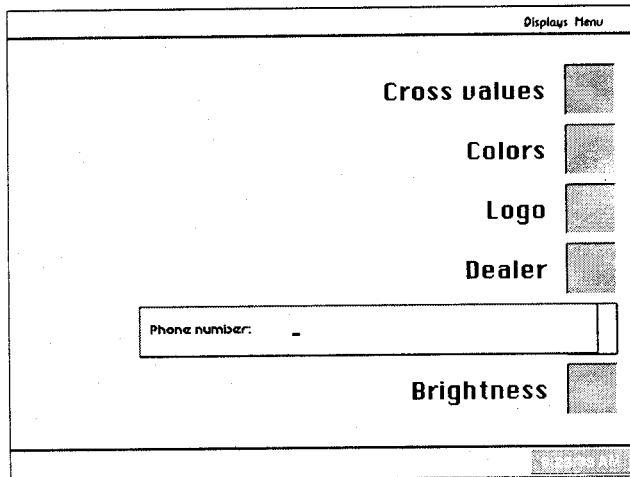 Displays Menu
Cross values
Colors
Logo
Dealer
Phone number: _
Brightness